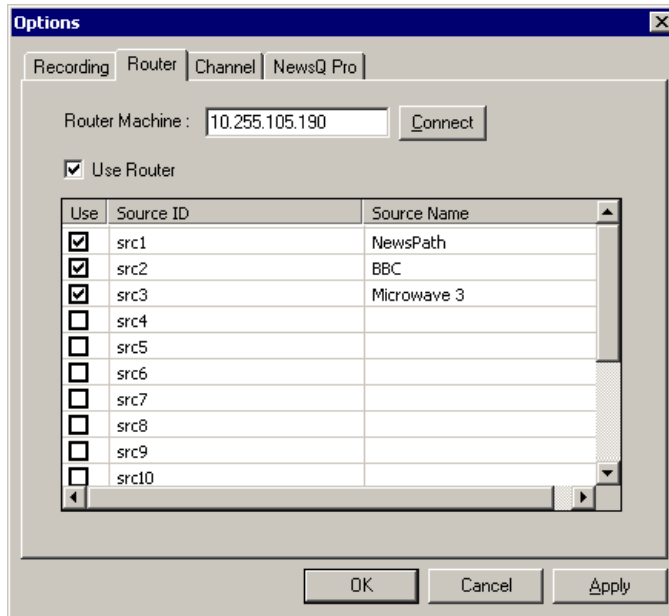 Options
Recording Router Channel NewsQ Pro
Router Machine : 10.255.105.190 Connect
Use Router
Use Source ID Source Name
src1 NewsPath
src2 BBC
src3 Microwave 3
src4
src5
src6
src7
src8
src9
src10
OK Cancel Apply